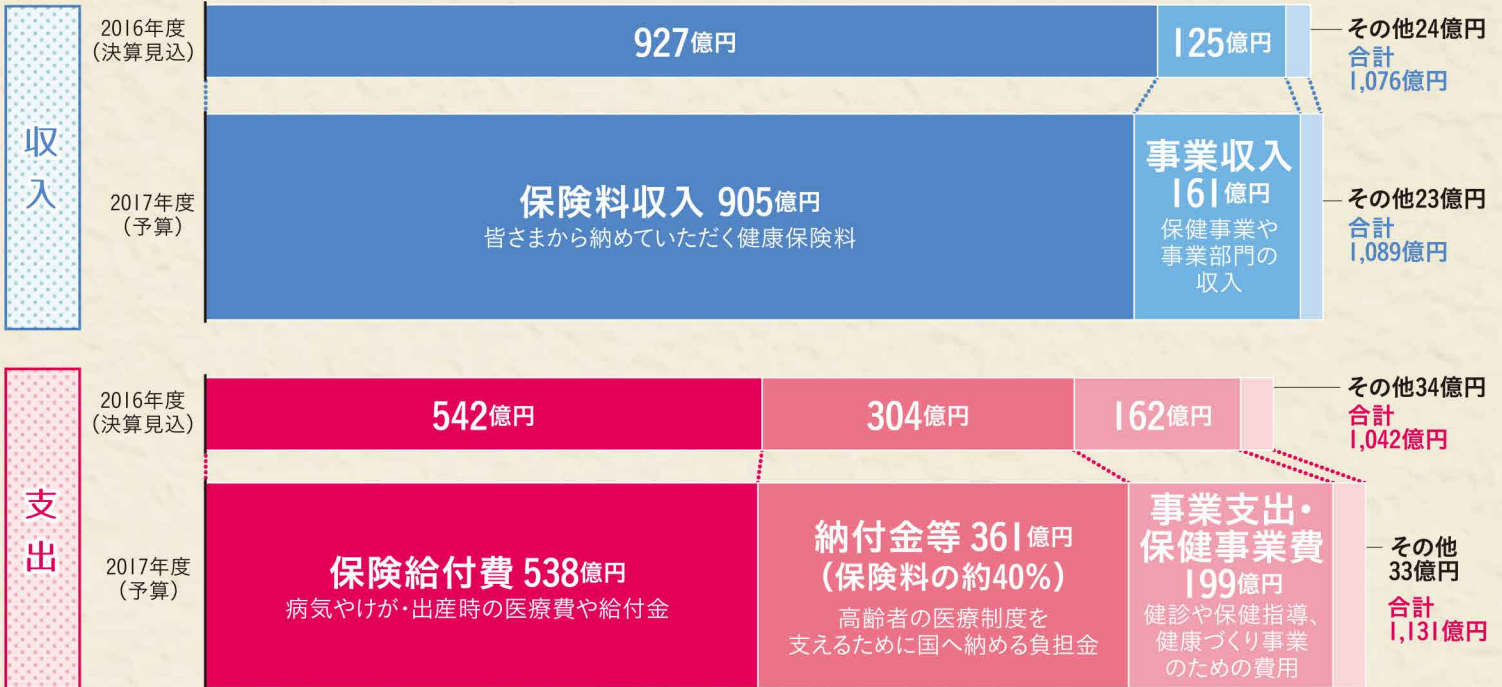 収入
2016年度
(決算見込)
927億円
125億円
その他24億円
合計
1,076億円
2017年度
(予算)
保険料収入 905億円
皆さまから納めていただく健康保険料
事業収入
161億円
保健事業や
事業部門の
収入
その他23億円
合計
1,089億円
支出
2016年度
(決算見込)
542億円
304億円
162億円
その他34億円
合計
1,042億円
2017年度
(予算)
保険給付費 538億円
病気やけが・出産時の医療費や給付金
納付金等 361億円
(保険料の約40%)
高齢者の医療制度を
支えるために国へ納める負担金
事業支出・
保健事業費
199億円
健診や保健指導、
健康づくり事業
のための費用
その他
33億円
合計
1,131億円